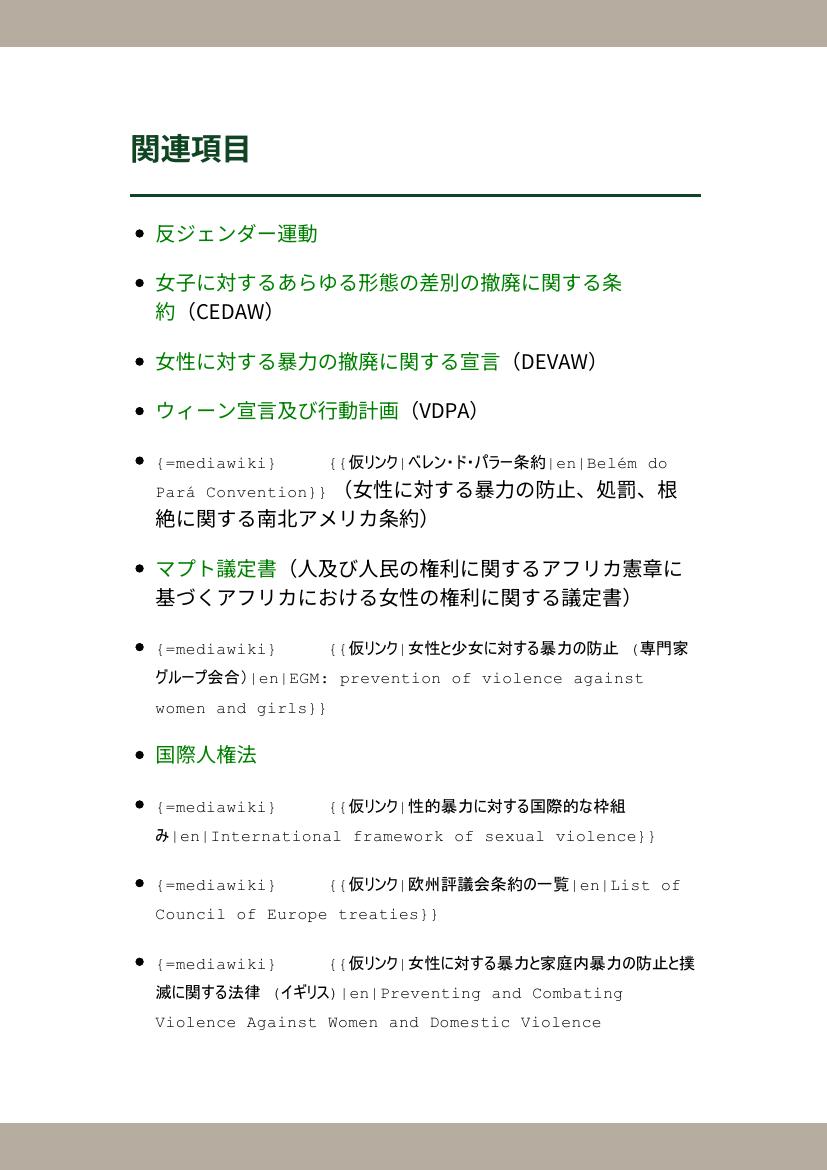 関連項目
反ジェンダー運動
女子に対するあらゆる形態の差別の撤廃に関する条
約（CEDAW）
女性に対する暴力の撤廃に関する宣言（DEVAW）
ウィーン宣言及び行動計画（VDPA）
{=mediawiki} {{仮リンク|ベレン・ド・パラー条約|en|Belém do
Pará Convention}}（女性に対する暴力の防止、処罰、根
絶に関する南北アメリカ条約）
マプト議定書（人及び人民の権利に関するアフリカ憲章に
基づくアフリカにおける女性の権利に関する議定書）
{=mediawiki} {{仮リンク|女性と少女に対する暴力の防止 (専門家
グループ会合)|en|EGM: prevention of violence against
women and girls}}
国際人権法
{=mediawiki} {{仮リンク|性的暴力に対する国際的な枠組
み|en|International framework of sexual violence}}
{=mediawiki} {{仮リンク|欧州評議会条約の一覧|en|List of
Council of Europe treaties}}
{=mediawiki} {{仮リンク|女性に対する暴力と家庭内暴力の防止と撲
滅に関する法律 (イギリス)|en|Preventing and Combating
Violence Against Women and Domestic Violence